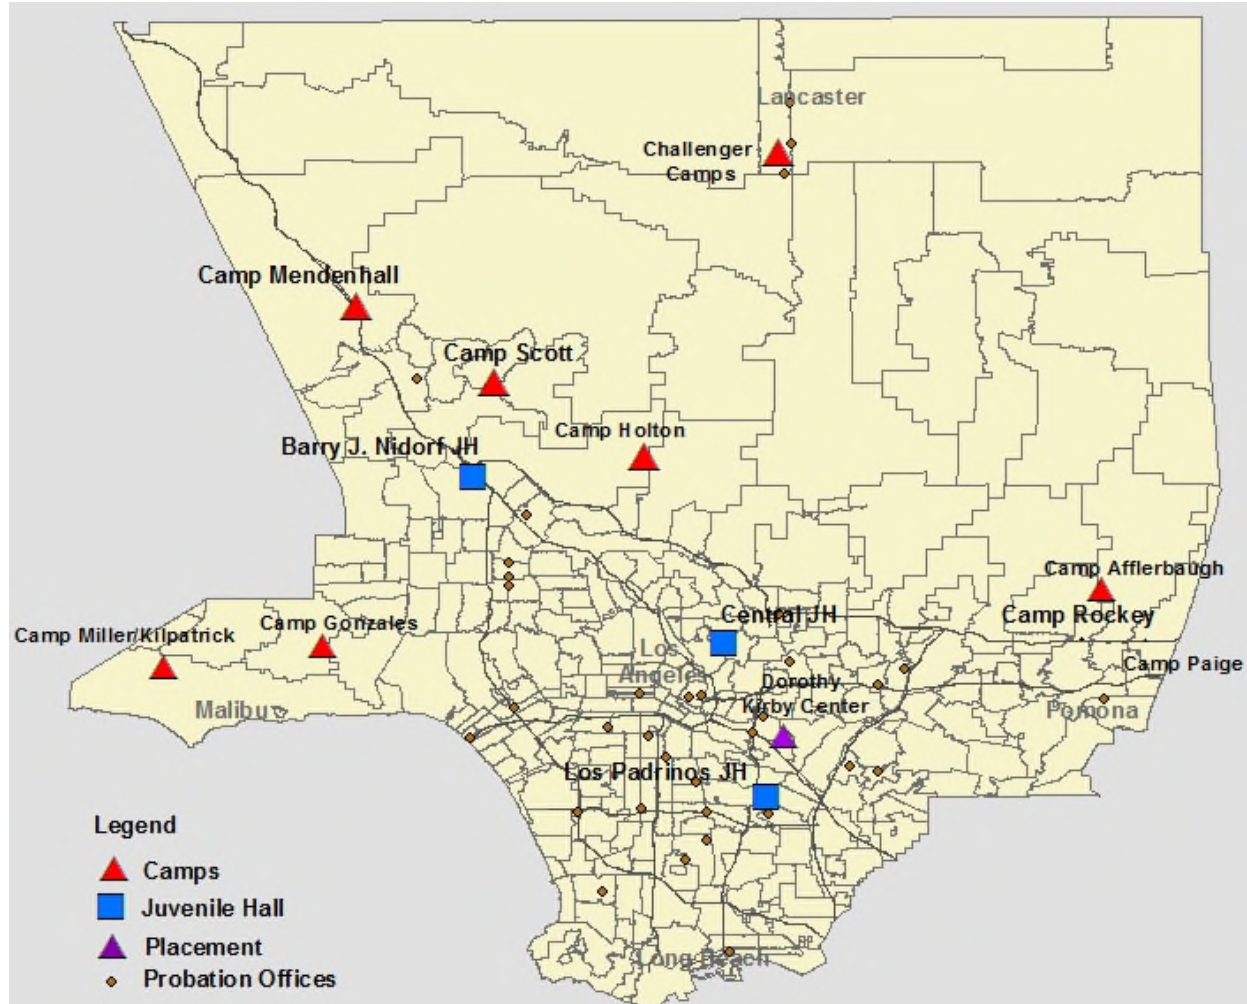 Lancaster
Challenger
Camps
Camp Mendenhall
Camp Scott
Camp Holton
Barry J. Nidorf JH
Camp Afflerbaugh
Camp Rockey
Central JH
Camp Gonzales
Camp Miller/Kilpatrick
Los
Angeles
Camp Paige
Dorothy
Kirby Center
Malibu
Pomona
Los Padrinos JH
Long Beach
Legend
Camps
Juvenile Hall
Placement
Probation Offices